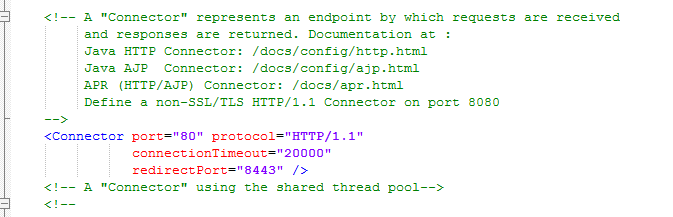 <!-- A "Connector" represents an endpoint by which requests are received
and responses are returned. Documentation at :
Java HTTP Connector: /docs/config/http.html
Java AJP  Connector: /docs/config/ajp.html
APR (HTTP/AJP) Connector: /docs/apr.html
Define a non-SSL/TLS HTTP/1.1 Connector on port 8080
-->
<Connector port="80" protocol="HTTP/1.1"
connectionTimeout="20000"
redirectPort="8443" />
<!-- A "Connector" using the shared thread pool-->
<!--